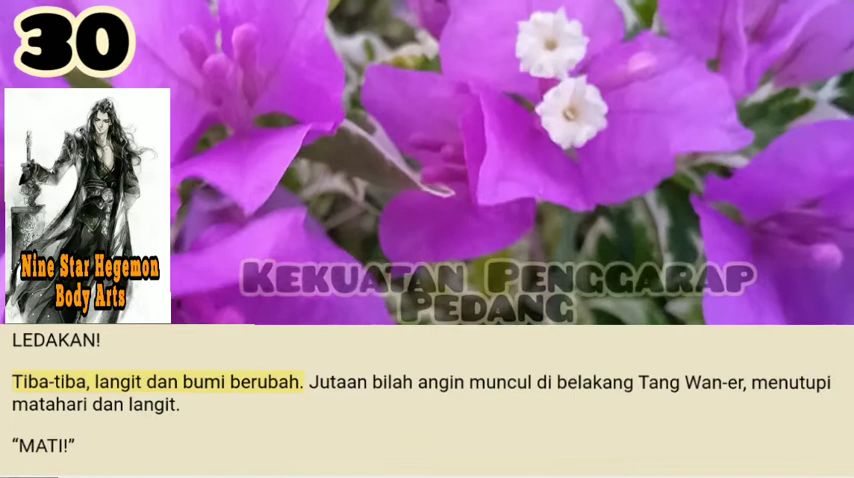 30
Nine Star Hegemon
Body Arts
Kekuatan Penggarap
Pedang
LEDAKAN!
Tiba-tiba, langit dan bumi berubah. Jutaan bilah angin muncul di belakang Tang Wan-er, menutupi
matahari dan langit.
“MATI!”